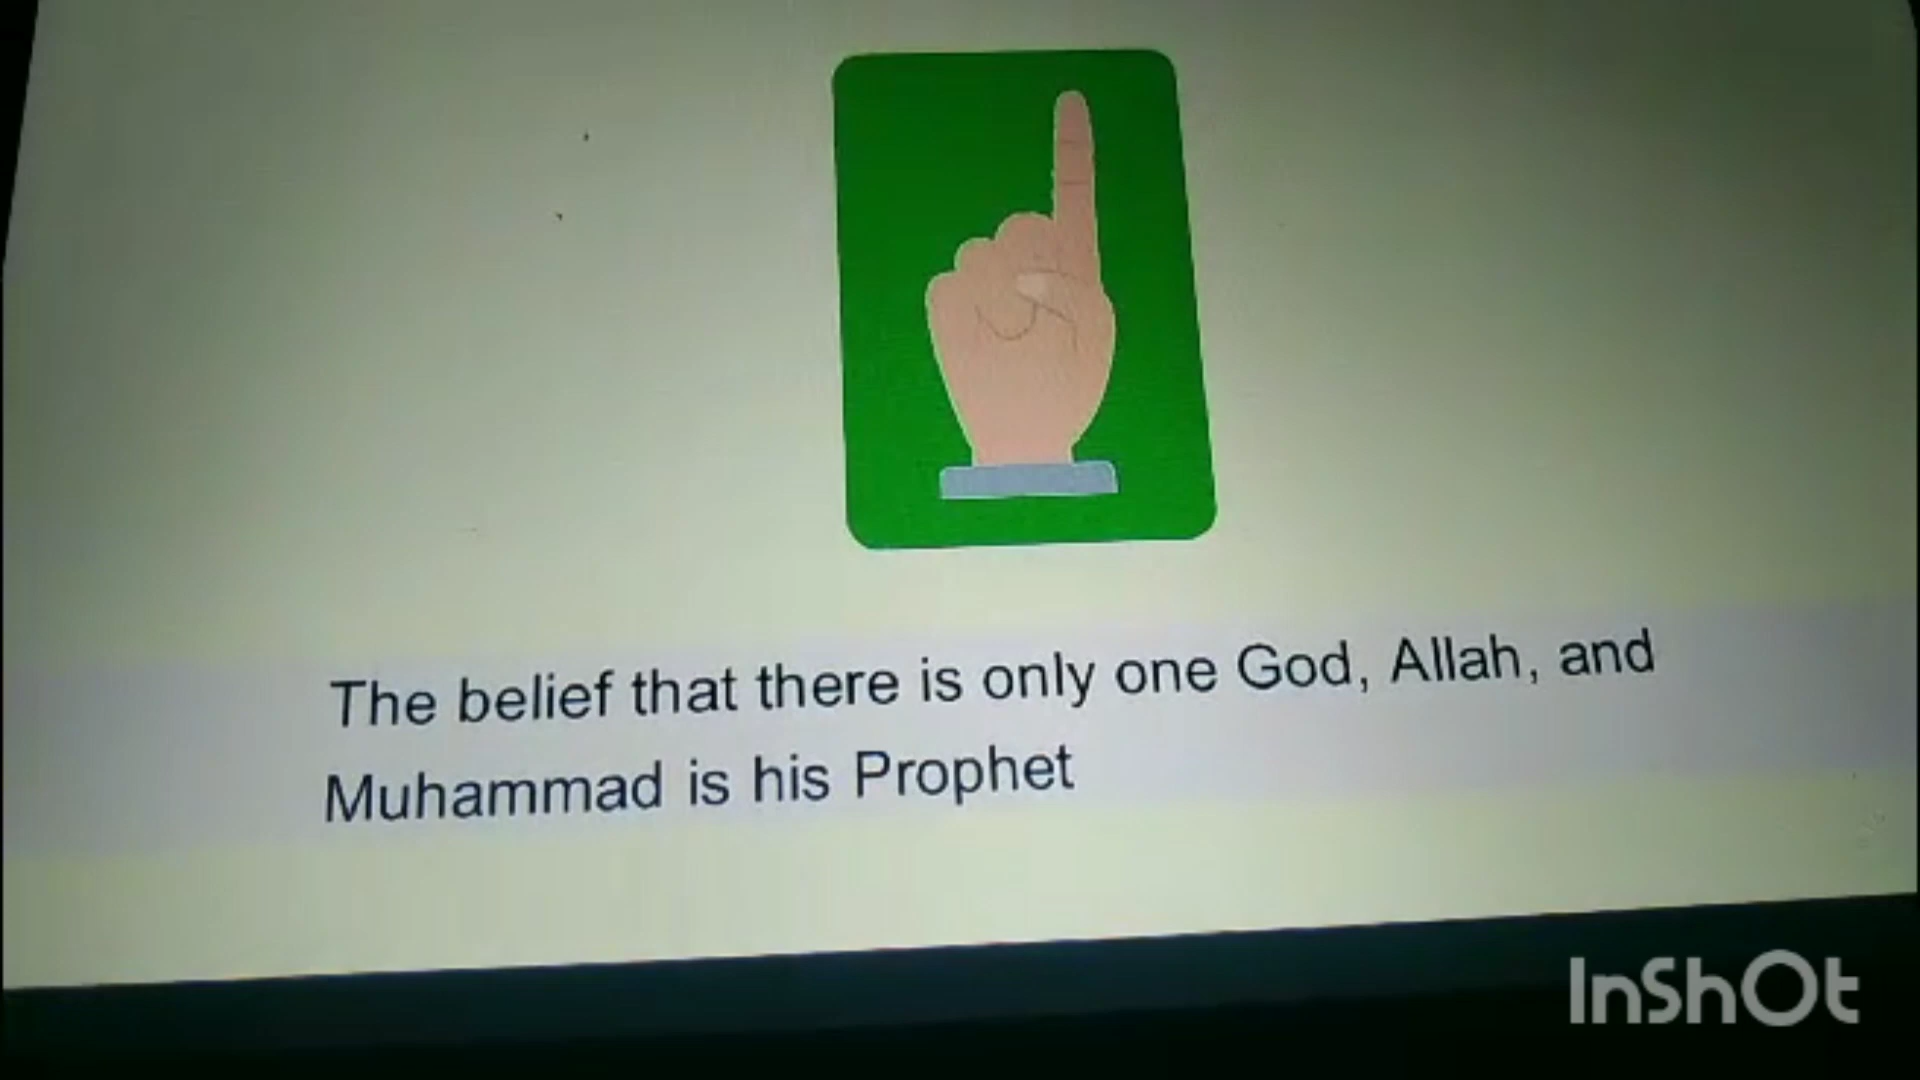 The belief that there is only one God, Allah, and
Muhammad is his Prophet
InShOt